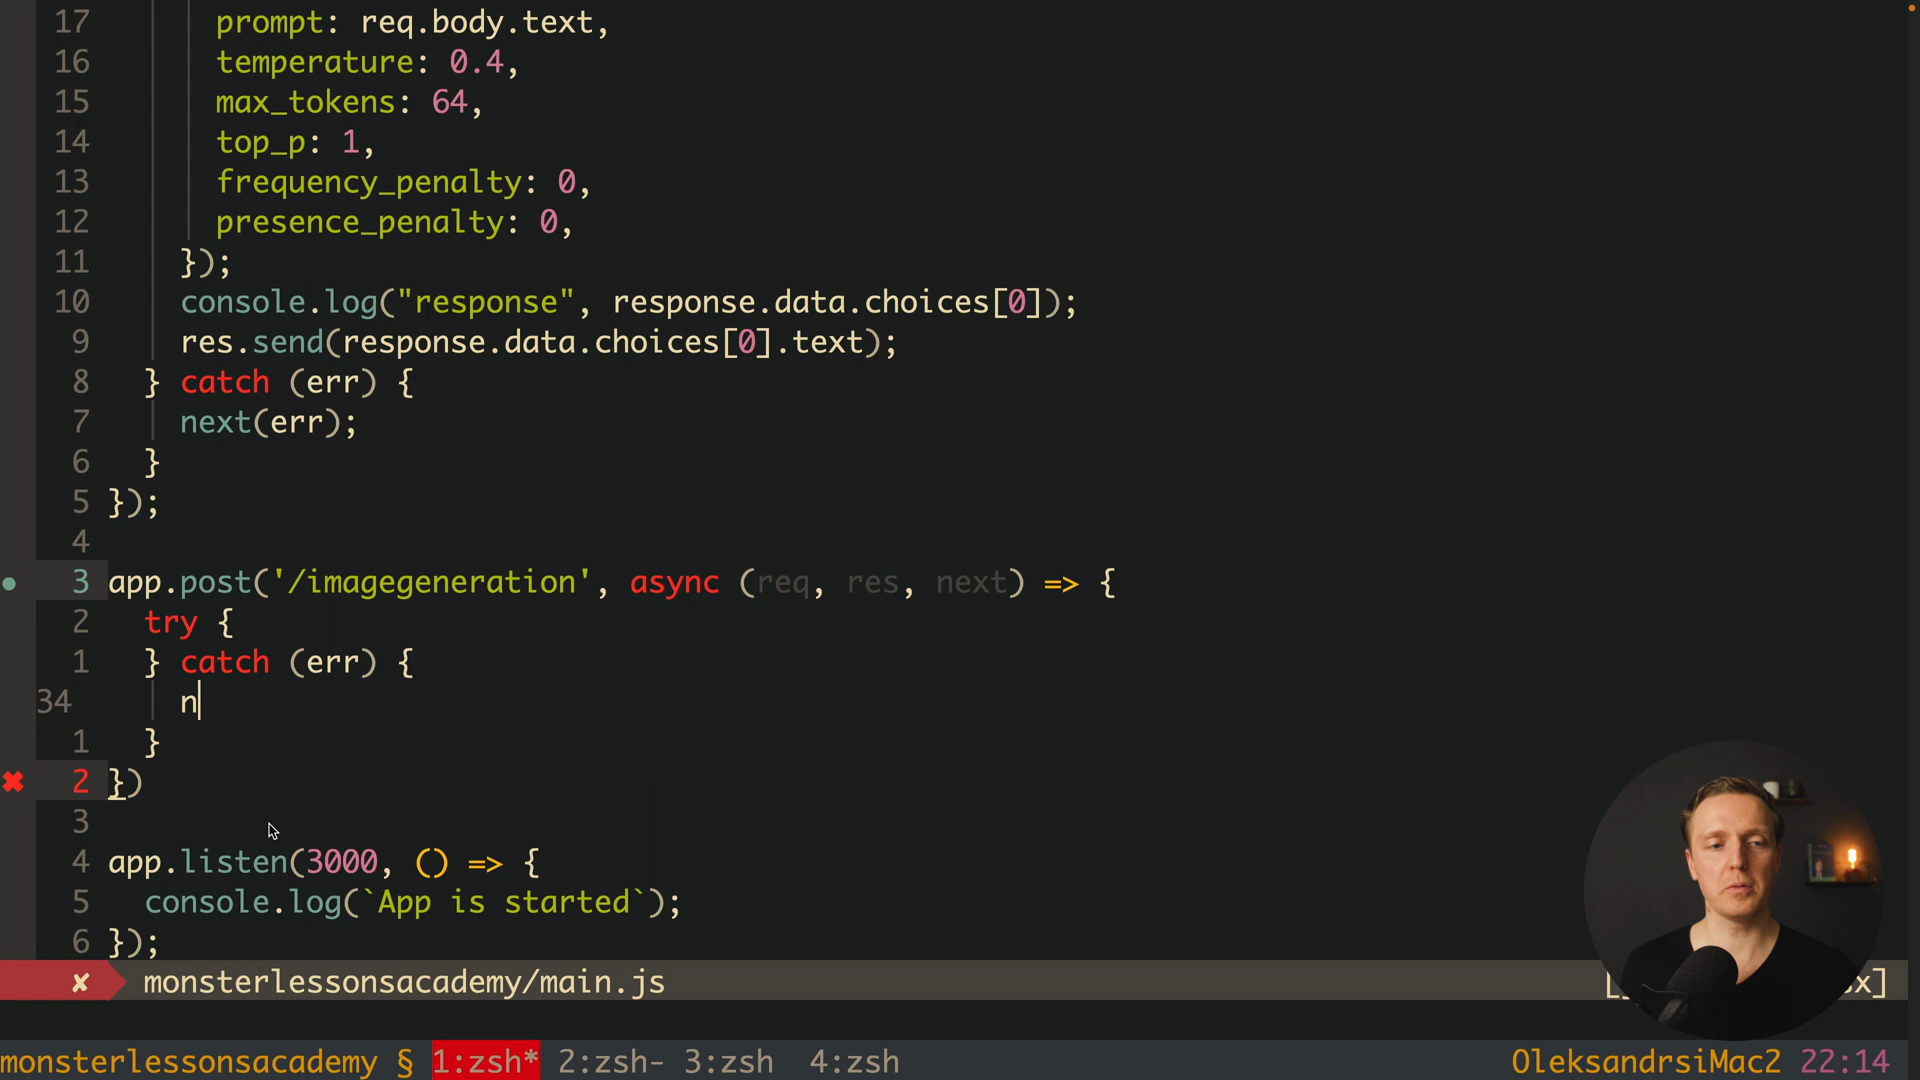 17 prompt: req.body.text,
16 temperature: 0.4,
15 max_tokens: 64,
14 top_p: 1,
13 frequency_penalty: 0,
12 presence_penalty: 0,
11 });
10 console.log("response", response.data.choices[0]);
9 res.send(response.data.choices[0].text);
8 } catch (err) {
7 next(err);
6 }
5 });
4
3 app.post('/imagegeneration', async (req, res, next) => {
2 try {
1 } catch (err) {
34 n
1 }
2 })
3
4 app.listen(3000, () => {
5 console.log(`App is started`);
6 });
✘ monsterlessonsacademy/main.js
monsterlessonsacademy § 1:zsh* 2:zsh- 3:zsh 4:zsh OleksandrsiMac2 22:14